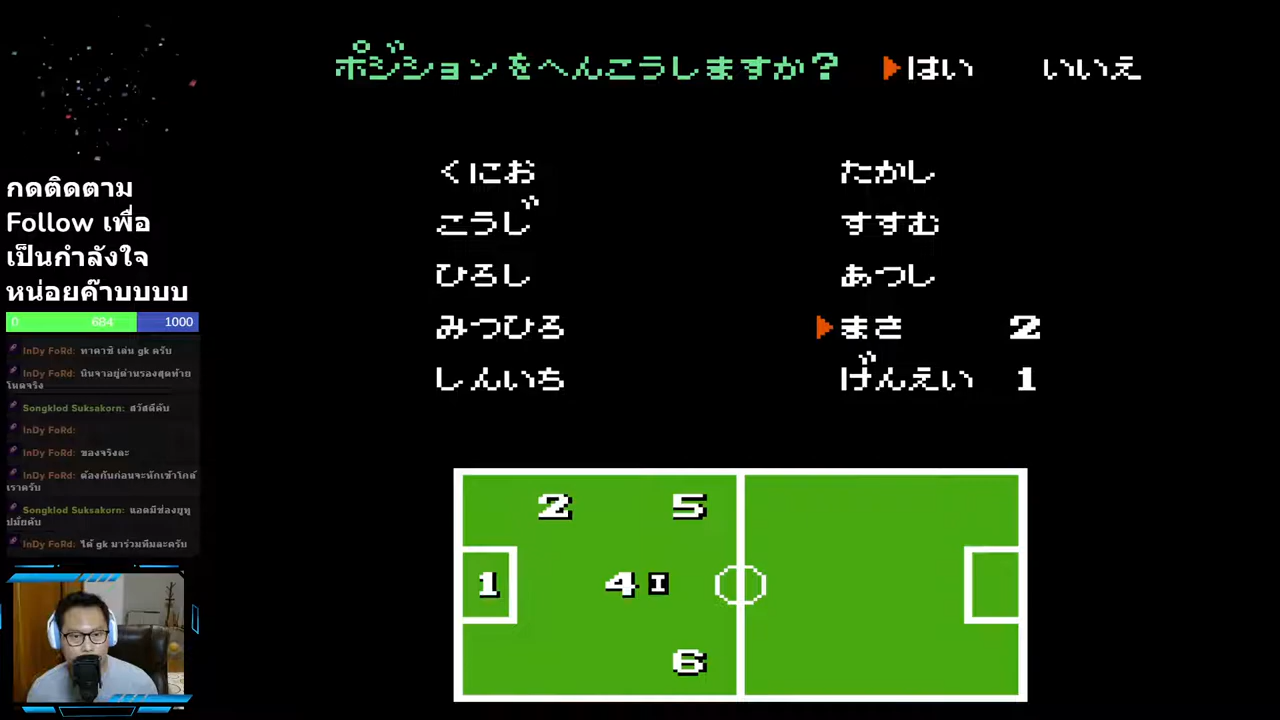 ポジションをへんこうしますか? はい いいえ
くにお たかし
こうじ すすむ
ひろし あつし
みつひろ まさ 2
しんいち げんえい 1
2 5
1 4 I
6
กดติดตาม
Follow เพื่อ
เป็นกำลังใจ
หน่อยค๊าบบบบ
0 684 1000
InDy FoRd: ทาคาชิ เล่น gk ครับ
InDy FoRd: นินจาอยู่ด่านรองสุดท้าย
โหดจริง
Songklod Suksakorn: สวัสดีคับ
InDy FoRd:
InDy FoRd: ของจริงตะ
InDy FoRd: ต้องกันก่อนจะหักเข้าโกล์
เราครับ
Songklod Suksakorn: แอดมีช่องยูทู
ปมัยคับ
InDy FoRd: ได้ gk มาร่วมทีมละครับ